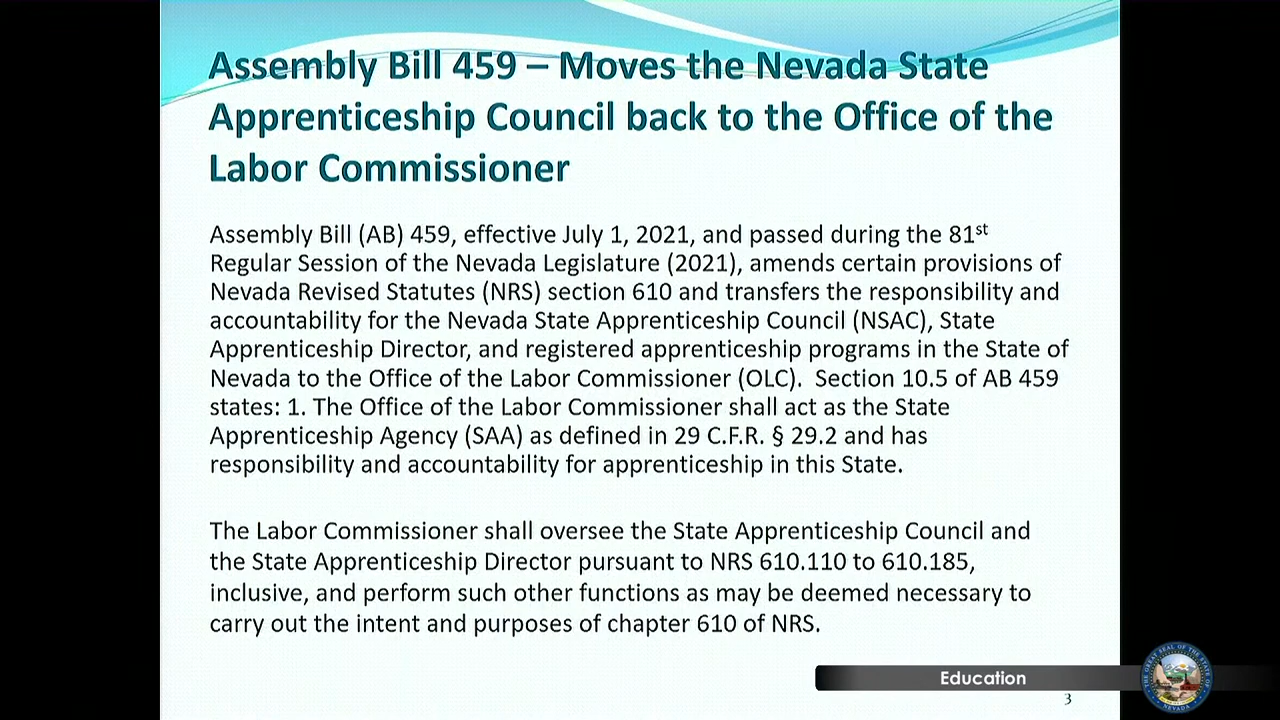 Assembly Bill 459 – Moves the Nevada State
Apprenticeship Council back to the Office of the
Labor Commissioner
Assembly Bill (AB) 459, effective July 1, 2021, and passed during the 81st
Regular Session of the Nevada Legislature (2021), amends certain provisions of
Nevada Revised Statutes (NRS) section 610 and transfers the responsibility and
accountability for the Nevada State Apprenticeship Council (NSAC), State
Apprenticeship Director, and registered apprenticeship programs in the State of
Nevada to the Office of the Labor Commissioner (OLC).  Section 10.5 of AB 459
states: 1. The Office of the Labor Commissioner shall act as the State
Apprenticeship Agency (SAA) as defined in 29 C.F.R. § 29.2 and has
responsibility and accountability for apprenticeship in this State.
The Labor Commissioner shall oversee the State Apprenticeship Council and
the State Apprenticeship Director pursuant to NRS 610.110 to 610.185,
inclusive, and perform such other functions as may be deemed necessary to
carry out the intent and purposes of chapter 610 of NRS.
Education
THE GREAT SEAL OF THE STATE OF NEVADA
3